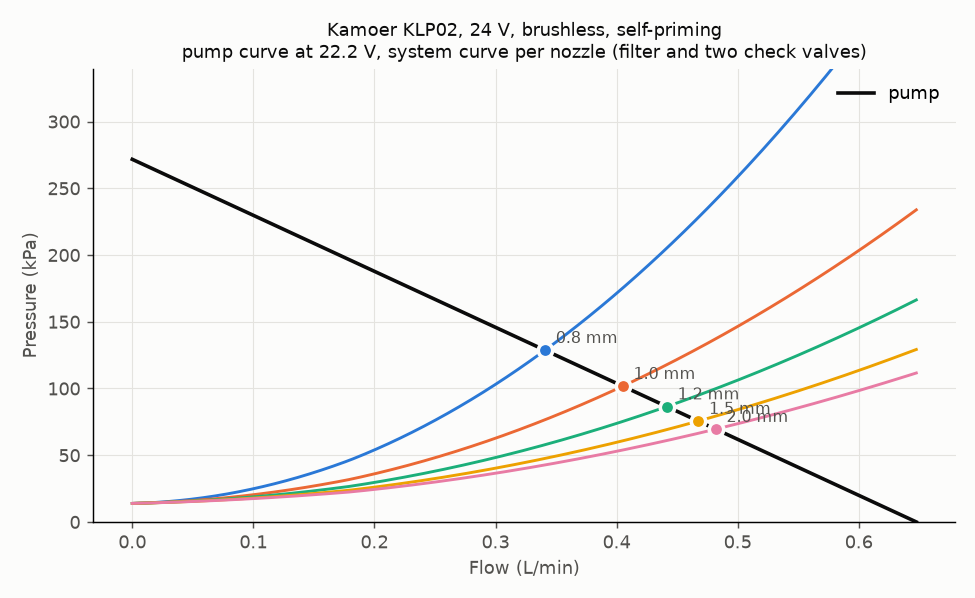 Kamoer KLP02, 24 V, brushless, self-priming
pump curve at 22.2 V, system curve per nozzle (filter and two check valves)
pump
Pressure (kPa)
300
250
200
150
100
50
0
0.8 mm
1.0 mm
1.2 mm
1.5 mm
2.0 mm
0.0 0.1 0.2 0.3 0.4 0.5 0.6
Flow (L/min)